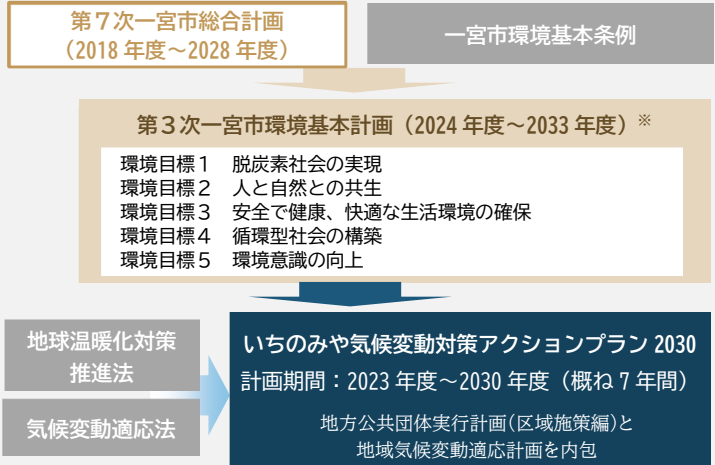 第７次一宮市総合計画
（2018 年度～2028 年度）
一宮市環境基本条例
第３次一宮市環境基本計画（2024 年度～2033 年度）※
環境目標１　脱炭素社会の実現
環境目標２　人と自然との共生
環境目標３　安全で健康、快適な生活環境の確保
環境目標４　循環型社会の構築
環境目標５　環境意識の向上
地球温暖化対策
推進法
気候変動適応法
いちのみや気候変動対策アクションプラン 2030
計画期間：2023 年度～2030 年度（概ね 7 年間）
地方公共団体実行計画(区域施策編)と
地域気候変動適応計画を内包